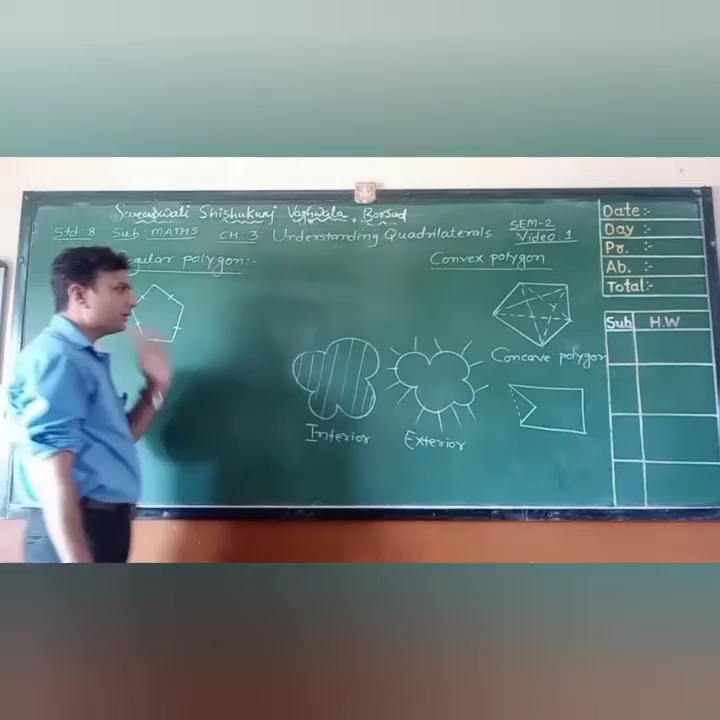 Saraswati Shishukunj Vaghwala, Borsad
Std 8 Sub: MATHS CH: 3: Understanding Quadrilaterals
SEM-2
Video: 1
gular polygon:-
Convex polygon
Concave polygon
Interior
Exterior
Date:-
Day :-
Pr. :-
Ab. :-
Total:-
Sub H.W